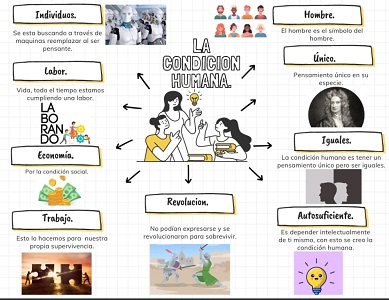 LA
CONDICION
HUMANA.
Individuos.
Se esta buscando a través de
maquinas reemplazar al ser
pensante.
Labor.
Vida, todo el tiempo estamos
cumpliendo una labor.
LA
BO
RAN
DO
Economía.
Por la condición social.
Trabajo.
Esto lo hacemos para nuestra
propia supervivencia.
Revolucion.
No podían expresarse y se
revolucionaron para sobrevivir.
Hombre.
El hombre es el símbolo del
hombre.
Único.
Pensamiento único en su
especie.
Iguales.
La condición humana es tener un
pensamiento único pero ser iguales.
Autosuficiente.
Es depender intelectualmente
de ti misma, con esto se crea la
condición humana.